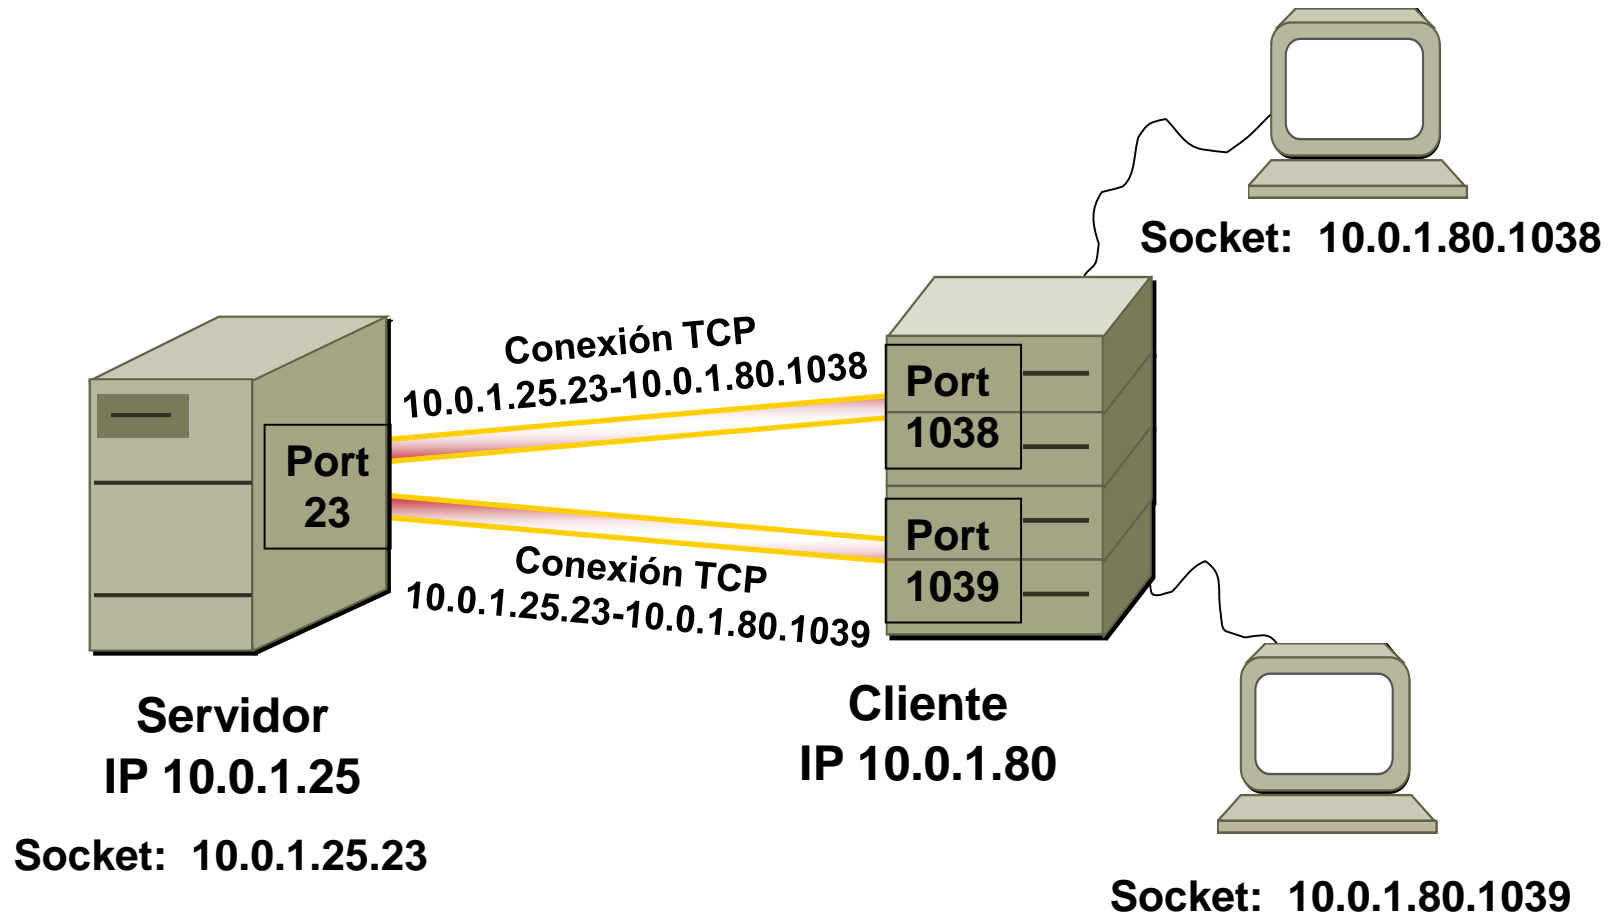 Socket: 10.0.1.80.1038
Conexión TCP
10.0.1.25.23-10.0.1.80.1038
Port
1038
Port
23
Port
1039
Conexión TCP
10.0.1.25.23-10.0.1.80.1039
Servidor
IP 10.0.1.25
Socket: 10.0.1.25.23
Cliente
IP 10.0.1.80
Socket: 10.0.1.80.1039